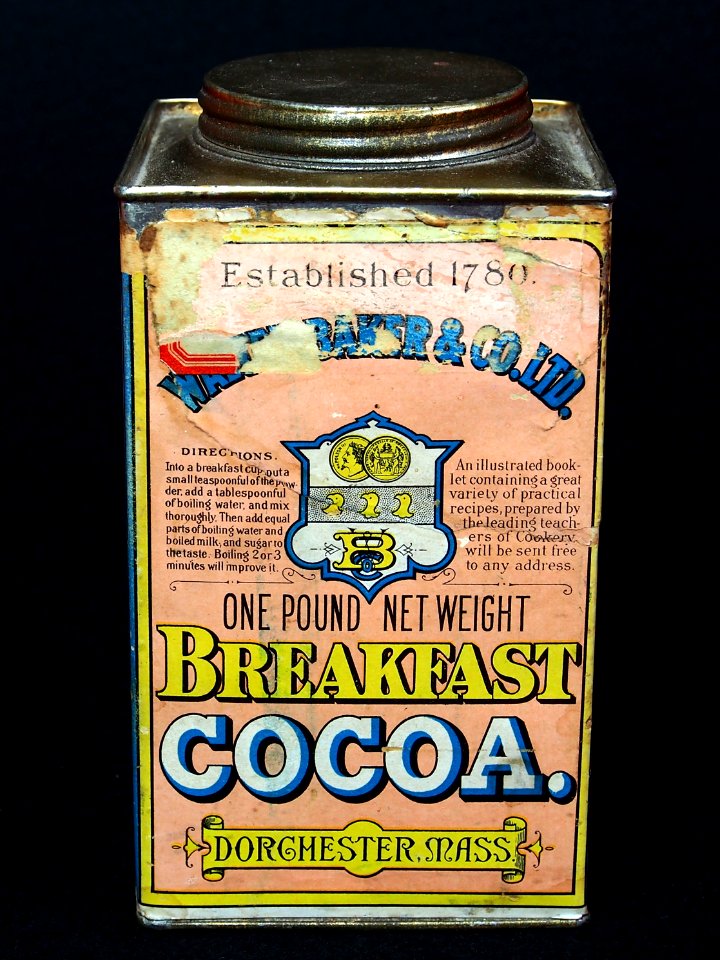 Established 1780.
BAKER & CO. LTD.
DIRECTIONS.
Into a breakfast cup put a
small teaspoonful of the pow-
der, add a tablespoonful
of boiling water, and mix
thoroughly. Then add equal
parts of boiling water and
boiled milk, and sugar to
the taste. Boiling 2 or 3
minutes will improve it.
An illustrated book-
let containing a great
variety of practical
recipes, prepared by
the leading teach-
ers of Cookery
will be sent free
to any address.
ONE POUND NET WEIGHT
BREAKFAST
COCOA.
DORCHESTER, MASS.